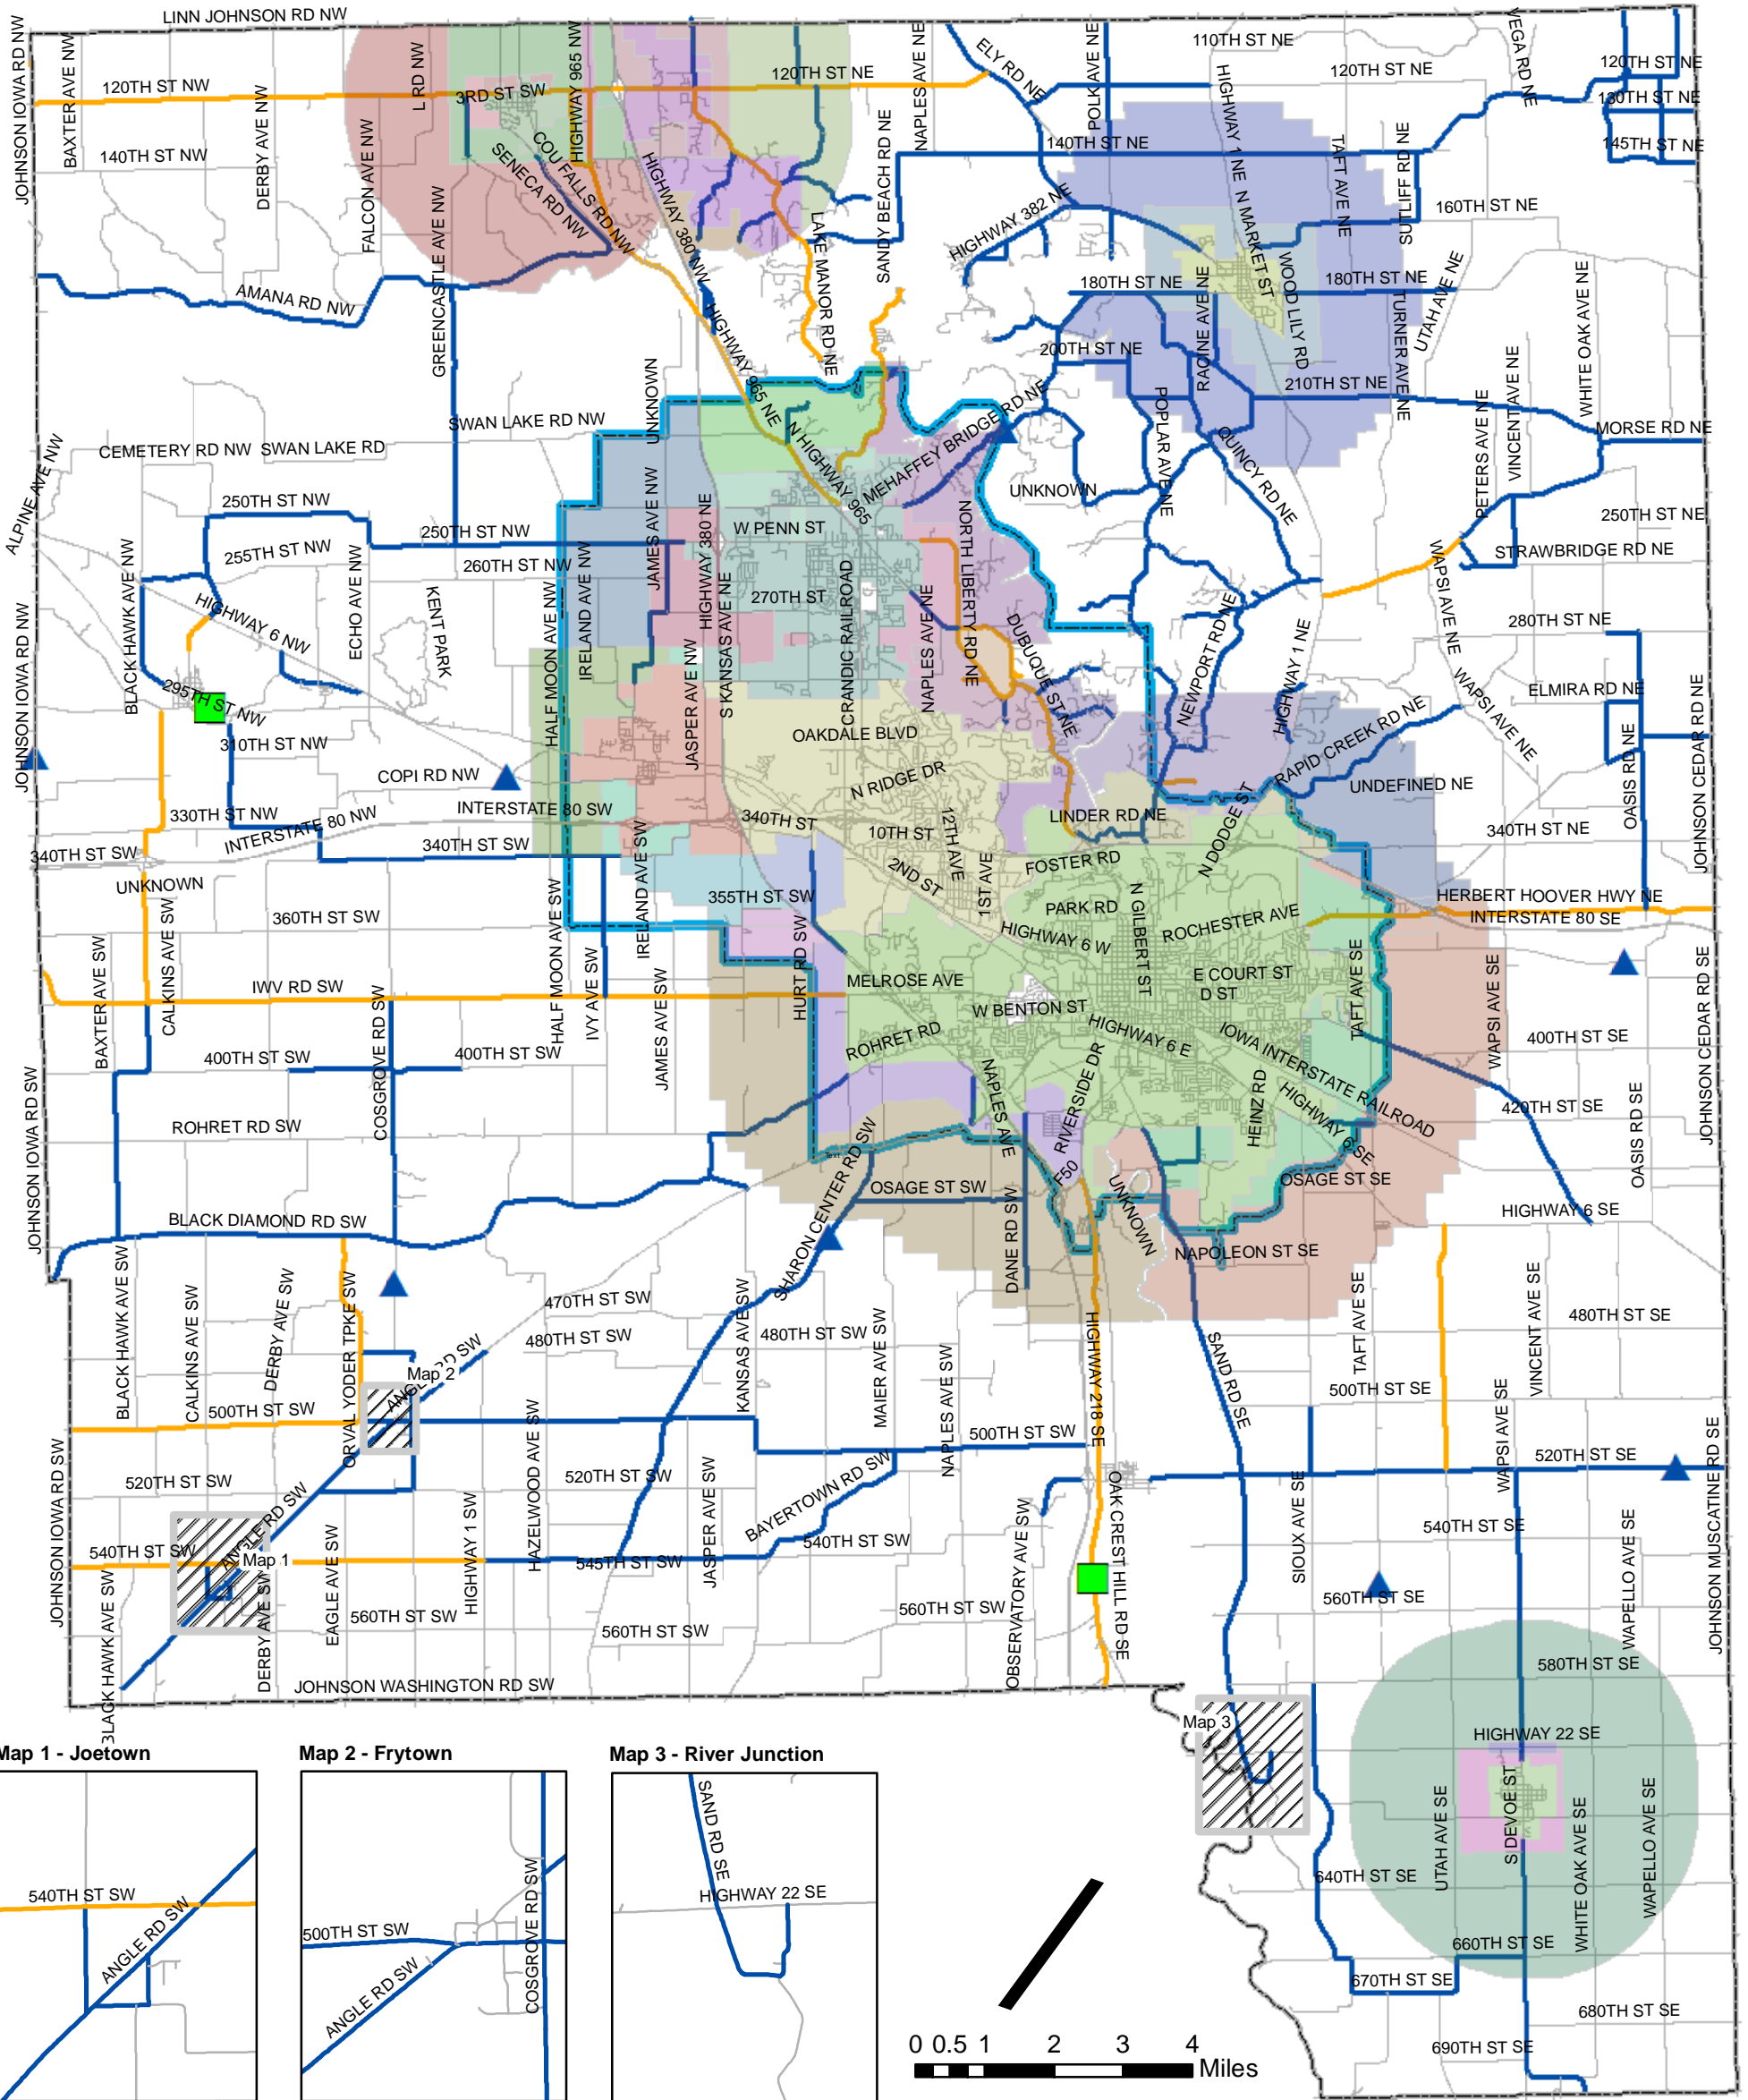 LINN JOHNSON RD NW
JOHNSON IOWA RD NW
BAXTER AVE NW
120TH ST NW
140TH ST NW
DERBY AVE NW
FALCON AVE NW
L RD NW
3RD ST SW
HIGHWAY 965 NW
COU FALLS RD NW
SENECA RD NW
GREENCASTLE AVE NW
HIGHWAY 380 NW
120TH ST NE
NAPLES AVE NE
SANDY BEACH RD NE
LAKE MANOR RD NE
ELY RD NE
POLK AVE NE
110TH ST NE
120TH ST NE
HIGHWAY 1 NE
VEGA RD NE
120TH ST NE
130TH ST NE
145TH ST NE
140TH ST NE
TAFT AVE NE
SUTLIFF RD NE
160TH ST NE
HIGHWAY 382 NE
N MARKET ST
WOOD LILY RD
180TH ST NE
RACINE AVE NE
180TH ST NE
TURNER AVE NE
UTAH AVE NE
WHITE OAK AVE NE
AMANA RD NW
HIGHWAY 965 NE
200TH ST NE
210TH ST NE
PETERS AVE NE
VINCENT AVE NE
MORSE RD NE
UNKNOWN
SWAN LAKE RD NW
CEMETERY RD NW
SWAN LAKE RD
ALPINE AVE NW
N HIGHWAY 965
MEHAFFEY BRIDGE RD NE
POPLAR AVE NE
QUINCY RD NE
UNKNOWN
250TH ST NW
250TH ST NW
255TH ST NW
260TH ST NW
JAMES AVE NW
HIGHWAY 380 NE
W PENN ST
NORTH LIBERTY RD NE
250TH ST NE
STRAWBRIDGE RD NE
WAPSI AVE NE
BLACK HAWK AVE NW
HIGHWAY 6 NW
ECHO AVE NW
KENT PARK
HALF MOON AVE NW
IRELAND AVE NW
S KANSAS AVE NE
270TH ST
CRANDIC RAILROAD
NAPLES AVE NE
DUBUQUE ST NE
NEWPORT RD NE
HIGHWAY 1 NE
280TH ST NE
WAPSI AVE NE
ELMIRA RD NE
JOHNSON CEDAR RD NE
JOHNSON IOWA RD NW
295TH ST NW
310TH ST NW
COPI RD NW
JASPER AVE NW
OAKDALE BLVD
N RIDGE DR
RAPID CREEK RD NE
UNDEFINED NE
OASIS RD NE
330TH ST NW
INTERSTATE 80 NW
INTERSTATE 80 SW
340TH ST SW
340TH ST SW
340TH ST
10TH ST
12TH AVE
LINDER RD NE
N DODGE ST
340TH ST NE
UNKNOWN
IRELAND AVE SW
2ND ST
1ST AVE
FOSTER RD
355TH ST SW
PARK RD
N GILBERT ST
ROCHESTER AVE
HERBERT HOOVER HWY NE
INTERSTATE 80 SE
360TH ST SW
HALF MOON AVE SW
HIGHWAY 6 W
BAXTER AVE SW
CALKINS AVE SW
IWV RD SW
COSGROVE RD SW
IVY AVE SW
JAMES AVE SW
HURT RD SW
MELROSE AVE
E COURT ST
D ST
TAFT AVE SE
WAPSI AVE SE
JOHNSON CEDAR RD SE
W BENTON ST
HIGHWAY 6 E
IOWA INTERSTATE RAILROAD
400TH ST SW
400TH ST SW
ROHRET RD
400TH ST SE
JOHNSON IOWA RD SW
NAPLES AVE
RIVERSIDE DR
HEINZ RD
HIGHWAY 6 SE
420TH ST SE
OASIS RD SE
ROHRET RD SW
F50
UNKNOWN
OSAGE ST SW
OSAGE ST SE
HIGHWAY 6 SE
BLACK DIAMOND RD SW
SHARON CENTER RD SW
DANE RD SW
NAPOLEON ST SE
BLACK HAWK AVE SW
CALKINS AVE SW
DERBY AVE SW
ORVAL YODER TPKE SW
470TH ST SW
480TH ST SW
KANSAS AVE SW
480TH ST SW
MAIER AVE SW
NAPLES AVE SW
HIGHWAY 218 SE
SAND RD SE
TAFT AVE SE
VINCENT AVE SE
480TH ST SE
Map 2
500TH ST SW
HAZELWOOD AVE SW
500TH ST SW
500TH ST SE
WAPSI AVE SE
JOHNSON IOWA RD SW
520TH ST SW
520TH ST SW
JASPER AVE SW
BAYERTOWN RD SW
OAK CREST HILL RD SE
SIOUX AVE SE
520TH ST SE
JOHNSON MUSCATINE RD SE
ANGLE RD SW
540TH ST SW
Map 1
EAGLE AVE SW
HIGHWAY 1 SW
545TH ST SW
540TH ST SW
OBSERVATORY AVE SW
540TH ST SE
WAPELLO AVE SE
560TH ST SW
560TH ST SW
560TH ST SW
560TH ST SE
DERBY AVE SW
JOHNSON WASHINGTON RD SW
580TH ST SE
Map 3
HIGHWAY 22 SE
S DEVOE ST
UTAH AVE SE
WHITE OAK AVE SE
WAPELLO AVE SE
640TH ST SE
660TH ST SE
670TH ST SE
680TH ST SE
690TH ST SE
Map 1 - Joetown
540TH ST SW
ANGLE RD SW
Map 2 - Frytown
500TH ST SW
ANGLE RD SW
COSGROVE RD SW
Map 3 - River Junction
SAND RD SE
HIGHWAY 22 SE
0 0.5 1 2 3 4
Miles